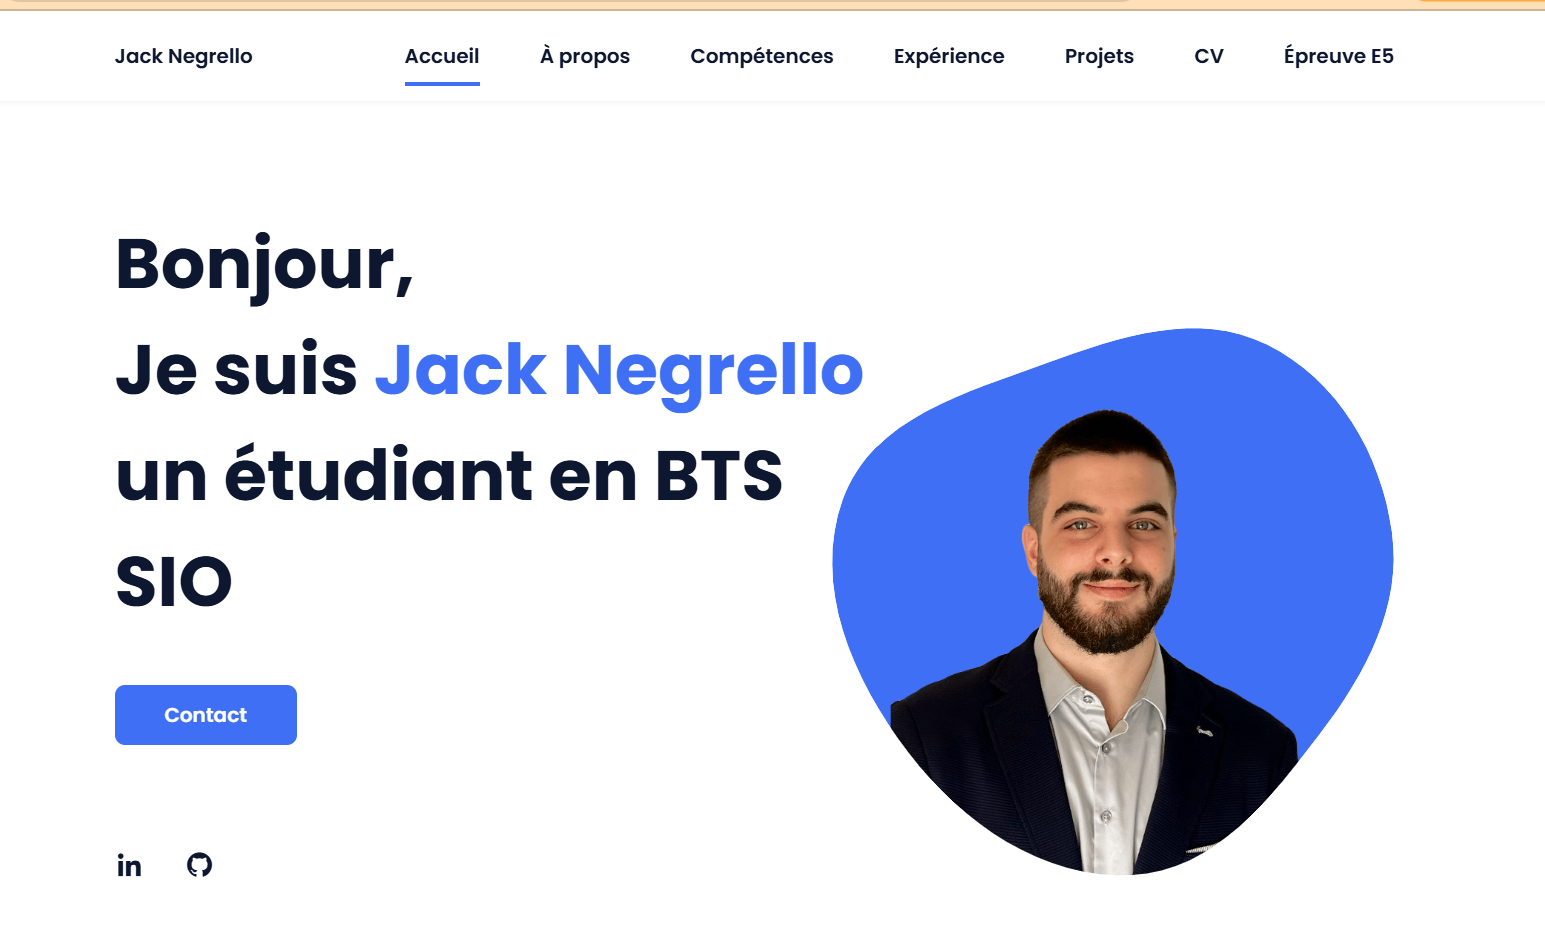 Jack Negrello
Accueil
À propos
Compétences
Expérience
Projets
CV
Épreuve E5
Bonjour,
Je suis Jack Negrello
un étudiant en BTS
SIO
Contact
in